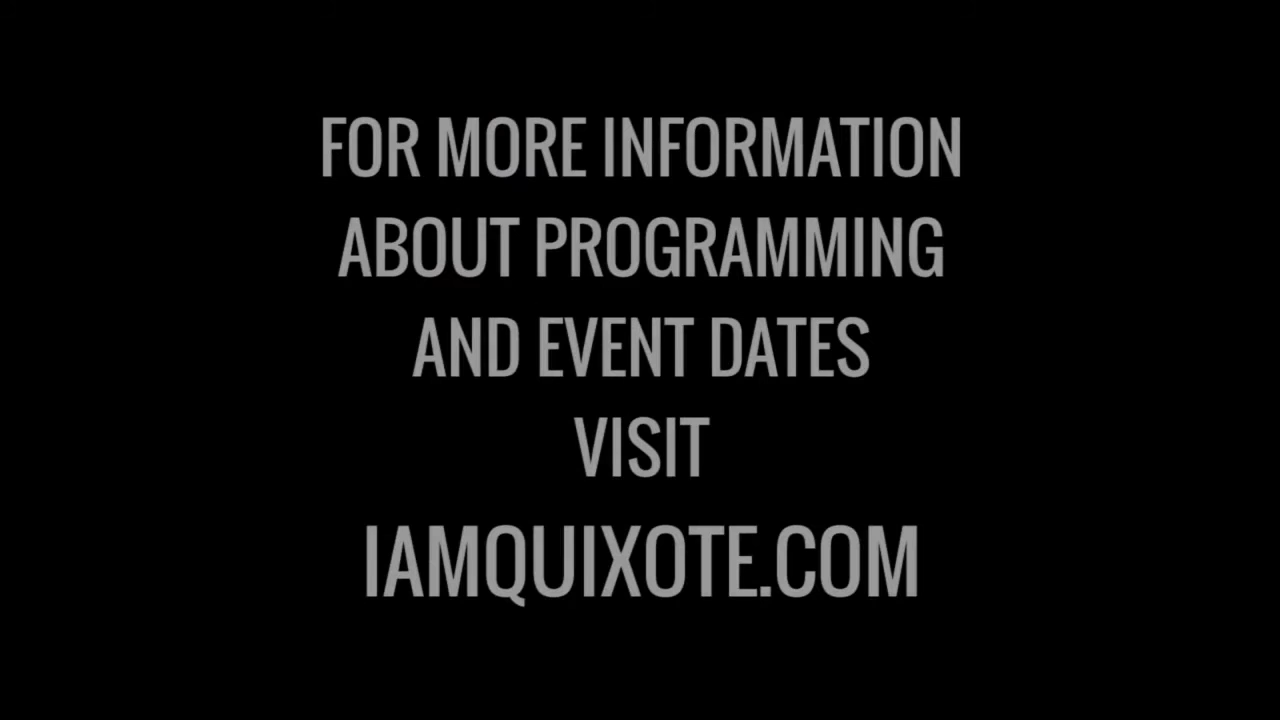 FOR MORE INFORMATION
ABOUT PROGRAMMING
AND EVENT DATES
VISIT
IAMQUIXOTE.COM